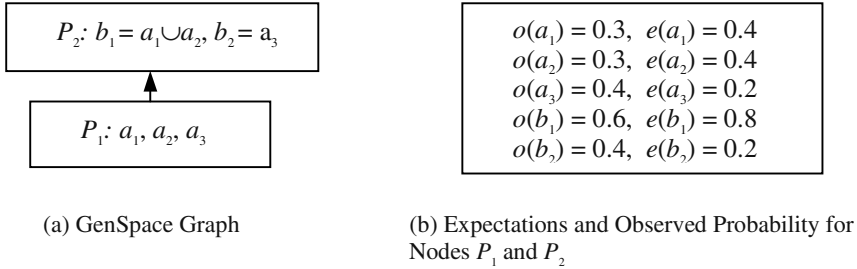 P₂: b₁ = a₁∪a₂, b₂ = a₃
P₁: a₁, a₂, a₃
(a) GenSpace Graph
o(a₁) = 0.3, e(a₁) = 0.4
o(a₂) = 0.3, e(a₂) = 0.4
o(a₃) = 0.4, e(a₃) = 0.2
o(b₁) = 0.6, e(b₁) = 0.8
o(b₂) = 0.4, e(b₂) = 0.2
(b) Expectations and Observed Probability for
Nodes P₁ and P₂